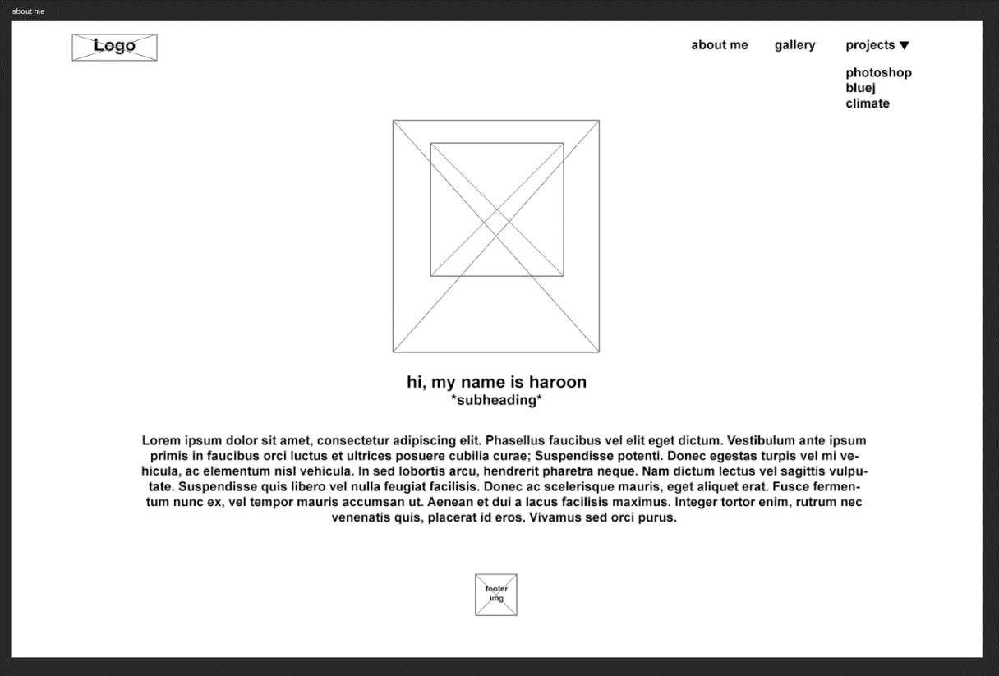 about me
Logo
about me gallery projects ▼
photoshop
bluej
climate
hi, my name is haroon
*subheading*
Lorem ipsum dolor sit amet, consectetur adipiscing elit. Phasellus faucibus vel elit eget dictum. Vestibulum ante ipsum
primis in faucibus orci luctus et ultrices posuere cubilia curae; Suspendisse potenti. Donec egestas turpis vel mi ve-
hicula, ac elementum nisl vehicula. In sed lobortis arcu, hendrerit pharetra neque. Nam dictum lectus vel sagittis vulpu-
tate. Suspendisse quis libero vel nulla feugiat facilisis. Donec ac scelerisque mauris, eget aliquet erat. Fusce fermen-
tum nunc ex, vel tempor mauris accumsan ut. Aenean et dui a lacus facilisis maximus. Integer tortor enim, rutrum nec
venenatis quis, placerat id eros. Vivamus sed orci purus.
footer
img